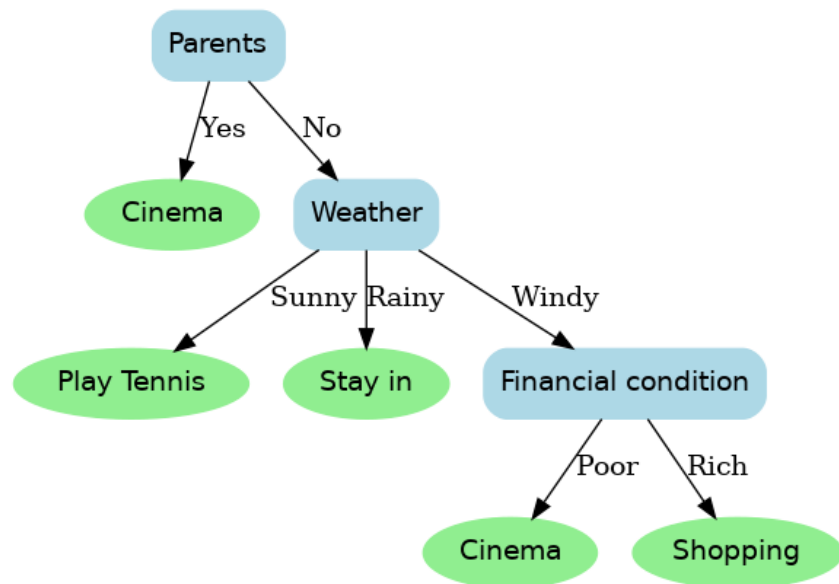 Parents
Yes
No
Cinema
Weather
Sunny
Rainy
Windy
Play Tennis
Stay in
Financial condition
Poor
Rich
Cinema
Shopping